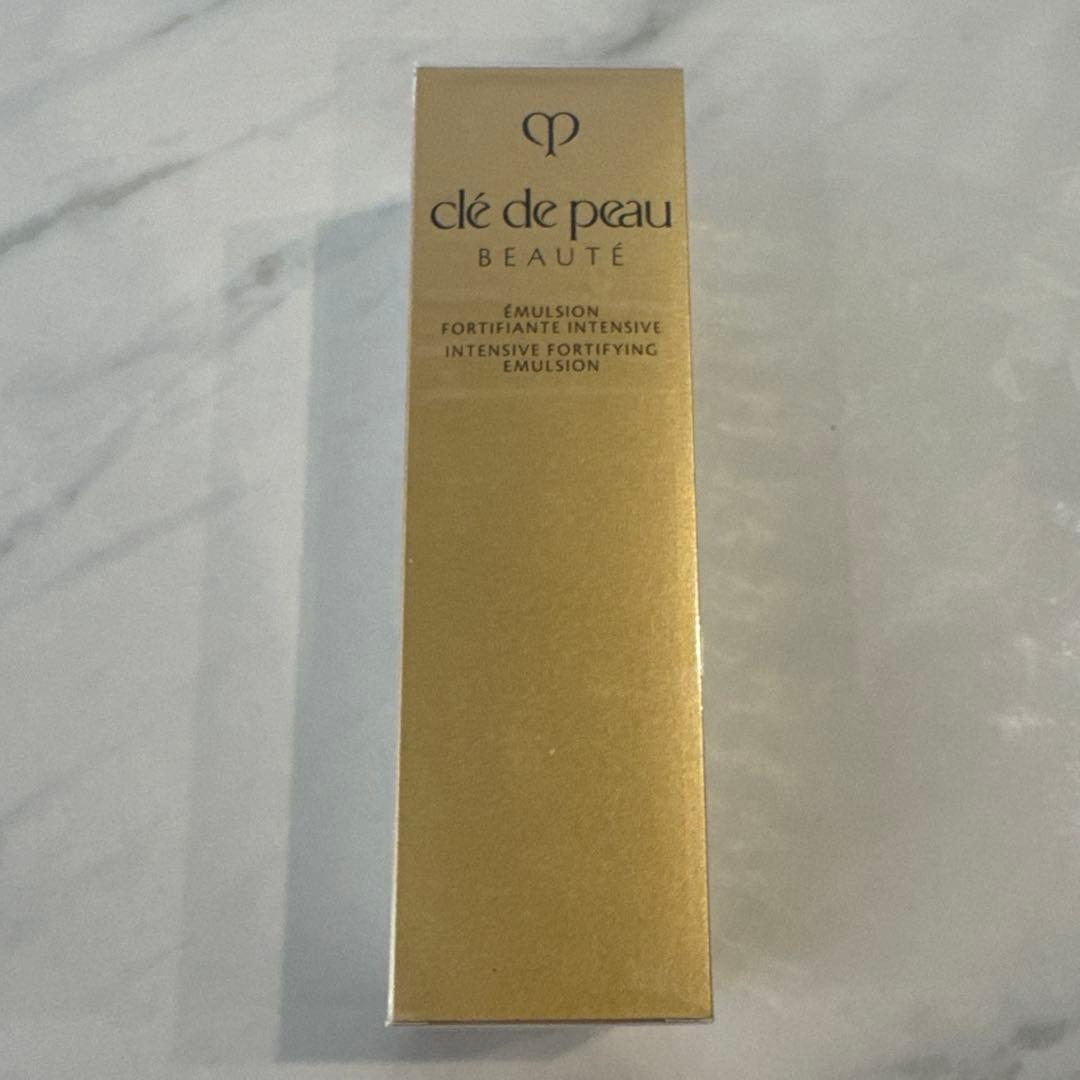 clé de peau
BEAUTÉ
ÉMULSION
FORTIFIANTE INTENSIVE
INTENSIVE FORTIFYING
EMULSION